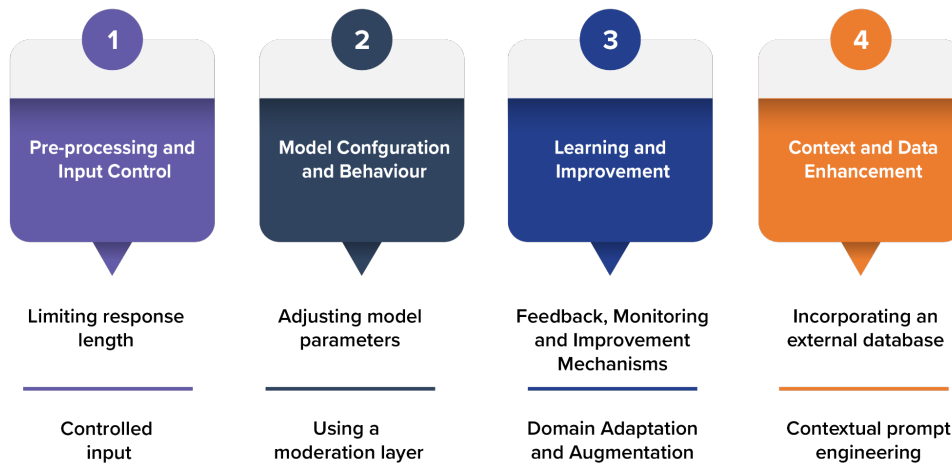 1
Pre-processing and
Input Control
Limiting response
length
Controlled
input
2
Model Confguration
and Behaviour
Adjusting model
parameters
Using a
moderation layer
3
Learning and
Improvement
Feedback, Monitoring
and Improvement
Mechanisms
Domain Adaptation
and Augmentation
4
Context and Data
Enhancement
Incorporating an
external database
Contextual prompt
engineering